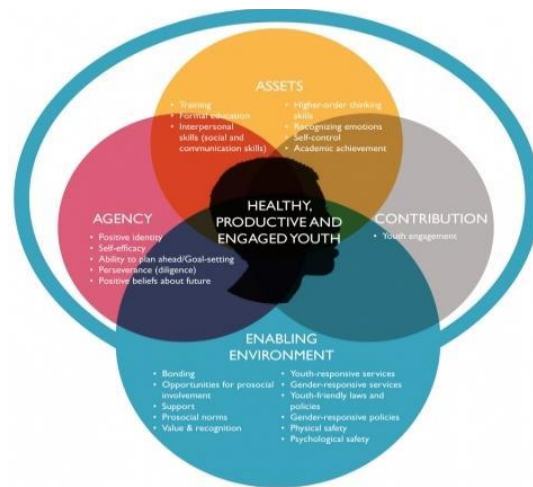 ASSETS
• Training
• Formal education
• Interpersonal
skills (social and
communication skills)
• Higher-order thinking
skills
• Recognizing emotions
• Self-control
• Academic achievement
AGENCY
• Positive identity
• Self-efficacy
• Ability to plan ahead/Goal-setting
• Perseverance (diligence)
• Positive beliefs about future
HEALTHY,
PRODUCTIVE AND
ENGAGED YOUTH
CONTRIBUTION
• Youth engagement
ENABLING
ENVIRONMENT
• Bonding
• Opportunities for prosocial
involvement
• Support
• Prosocial norms
• Value & recognition
• Youth-responsive services
• Gender-responsive services
• Youth-friendly laws and
policies
• Gender-responsive policies
• Physical safety
• Psychological safety